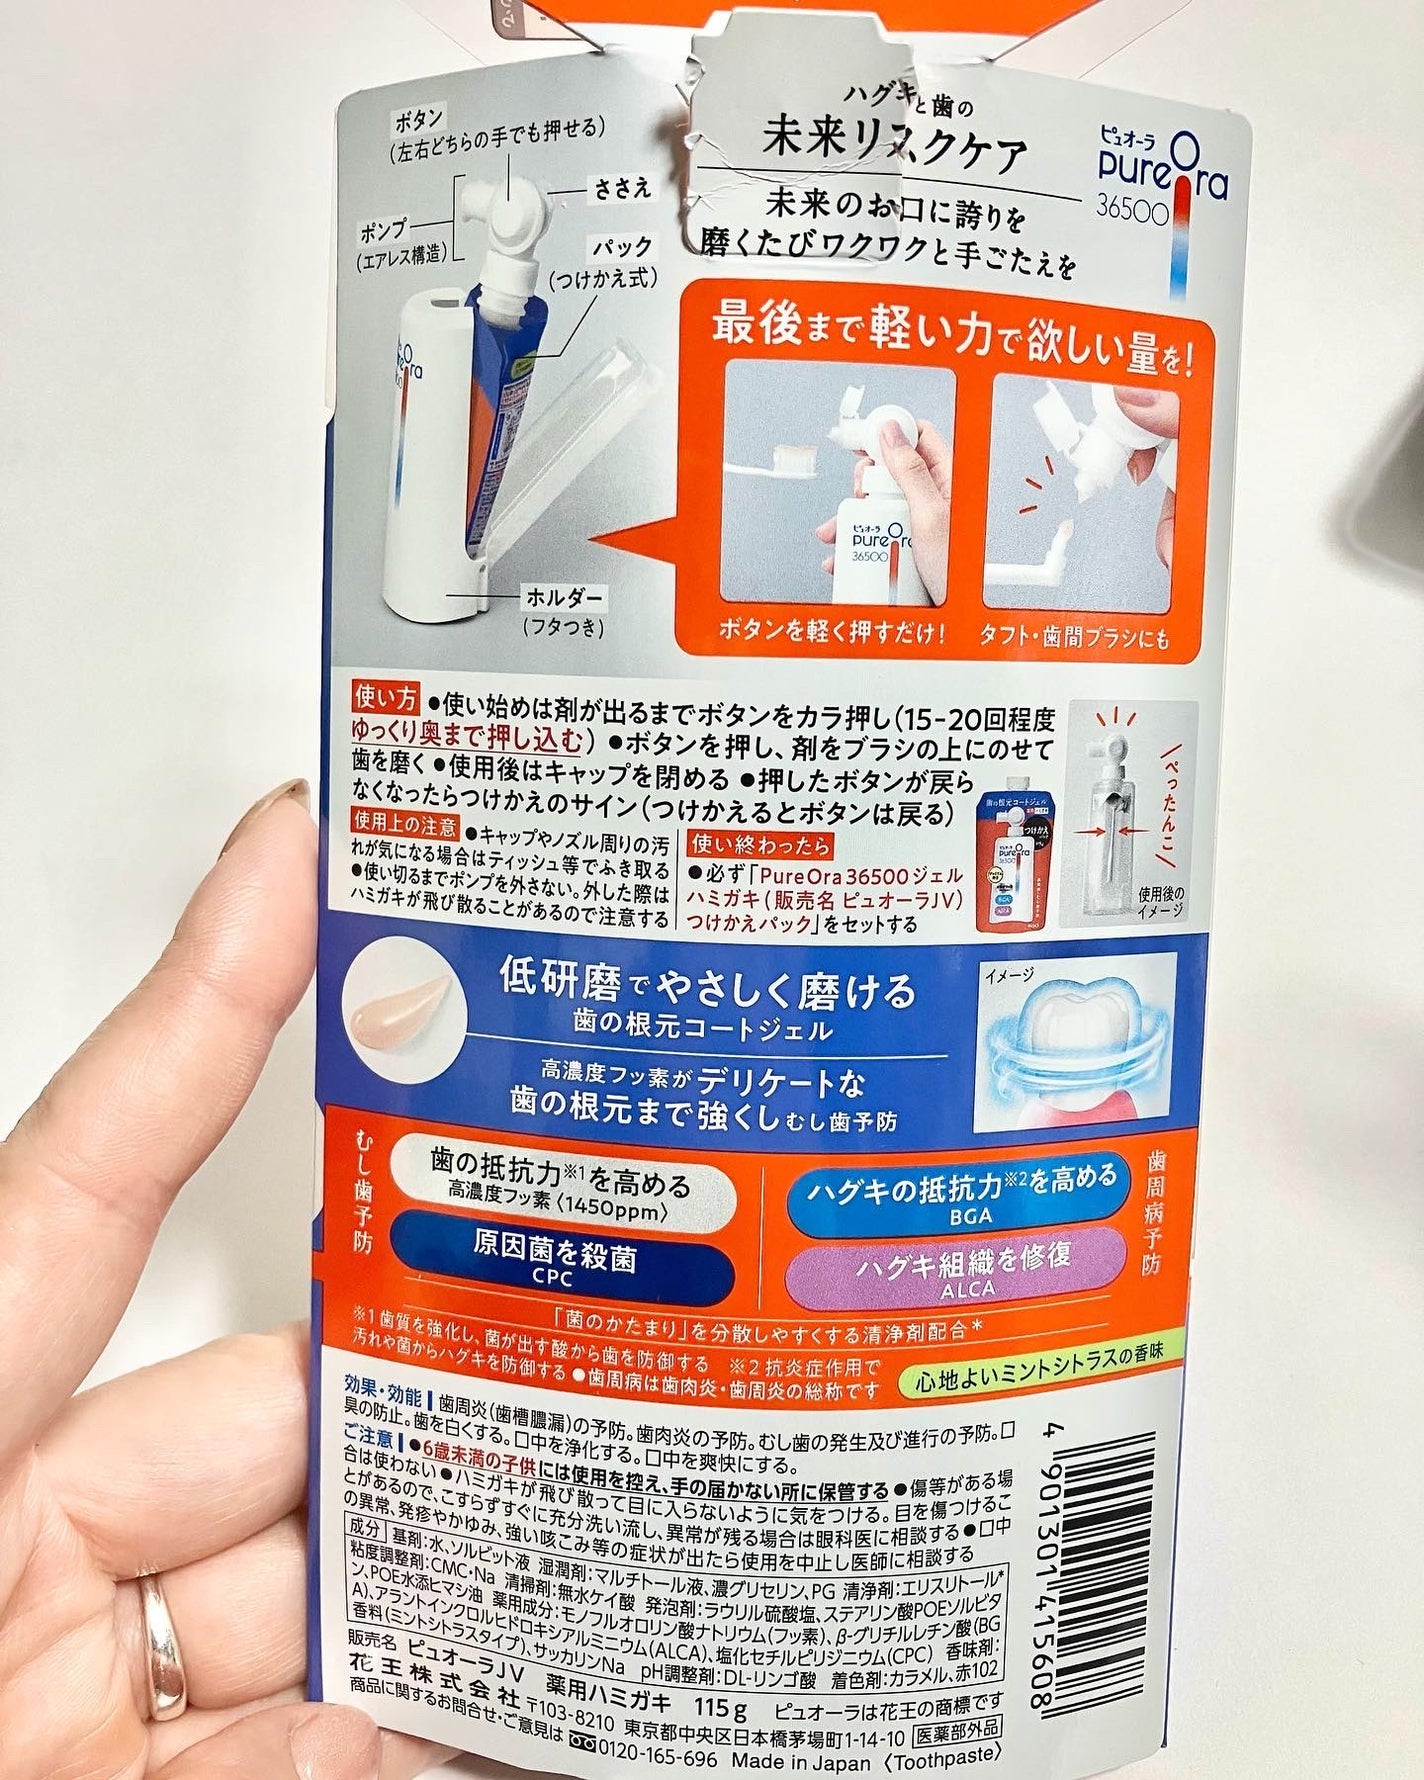 ハグキと歯の
未来リスクケア
未来のお口に誇りを
磨くたびワクワクと手ごたえを
ピュオーラ
pureOra
36500
ボタン
(左右どちらの手でも押せる)
ささえ
ポンプ
(エアレス構造)
パック
(つけかえ式)
ホルダー
(フタつき)
最後まで軽い力で欲しい量を!
ピュオーラ
pureOra
36500
ボタンを軽く押すだけ!
タフト・歯間ブラシにも
使い方 ●使い始めは剤が出るまでボタンをカラ押し(15-20回程度
ゆっくり奥まで押し込む) ●ボタンを押し、剤をブラシの上にのせて
歯を磨く ●使用後はキャップを閉める ●押したボタンが戻ら
なくなったらつけかえのサイン(つけかえるとボタンは戻る)
使用上の注意 ●キャップやノズル周りの汚
れが気になる場合はティッシュ等でふき取る
●使い切るまでポンプを外さない。外した際は
ハミガキが飛び散ることがあるので注意する
使い終わったら
●必ず「PureOra36500ジェル
ハミガキ(販売名 ピュオーラJV)
つけかえパック」をセットする
歯の根元コートジェル
つけかえ
ぺったんこ
使用後の
イメージ
低研磨でやさしく磨ける
歯の根元コートジェル
高濃度フッ素がデリケートな
歯の根元まで強くしむし歯予防
イメージ
むし歯予防
歯の抵抗力※1を高める
高濃度フッ素〈1450ppm〉
原因菌を殺菌
CPC
ハグキの抵抗力※2を高める
BGA
ハグキ組織を修復
ALCA
歯周病予防
「菌のかたまり」を分散しやすくする清浄剤配合*
※1 歯質を強化し、菌が出す酸から歯を防御する ※2 抗炎症作用で
汚れや菌からハグキを防御する ●歯周病は歯肉炎・歯周炎の総称です
心地よいミントシトラスの香味
効果・効能 歯周炎(歯槽膿漏)の予防。歯肉炎の予防。むし歯の発生及び進行の予防。口
臭の防止。歯を白くする。口中を浄化する。口中を爽快にする。
ご注意 ●6歳未満の子供には使用を控え、手の届かない所に保管する ●傷等がある場
合は使わない ●ハミガキが飛び散って目に入らないように気をつける。目を傷つけるこ
とがあるので、こすらずすぐに充分洗い流し、異常が残る場合は眼科医に相談する ●口中
の異常、発疹やかゆみ、強い咳こみ等の症状が出たら使用を中止し医師に相談する
成分 基剤:水、ソルビット液 湿潤剤:マルチトール液、濃グリセリン、PG 清浄剤:エリスリトール*
粘度調整剤:CMC・Na 清掃剤:無水ケイ酸 発泡剤:ラウリル硫酸塩、ステアリン酸POEソルビタ
ン、POE水添ヒマシ油 薬用成分:モノフルオロリン酸ナトリウム(フッ素)、β-グリチルレチン酸(BG
A)、アラントインクロルヒドロキシアルミニウム(ALCA)、塩化セチルピリジニウム(CPC) 香味剤:
香料(ミントシトラスタイプ)、サッカリンNa pH調整剤:DL-リンゴ酸 着色剤:カラメル、赤102
販売名 ピュオーラJV 薬用ハミガキ 115g ピュオーラは花王の商標です
花王株式会社 〒103-8210 東京都中央区日本橋茅場町1-14-10 医薬部外品
商品に関するお問合せ・ご意見は 0120-165-696 Made in Japan〈Toothpaste〉
4 901301 415608